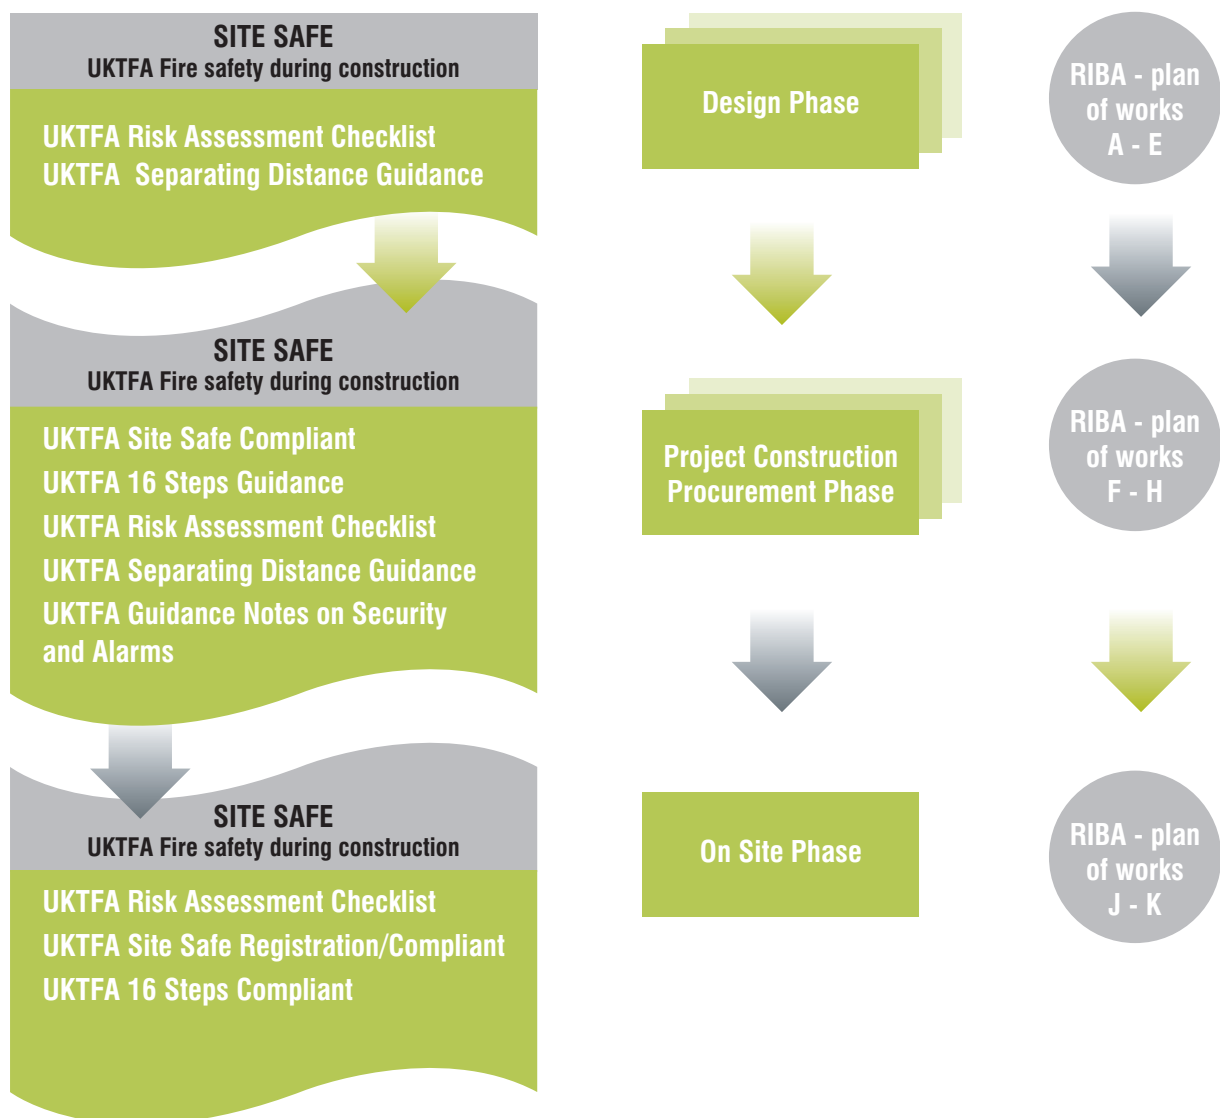 SITE SAFE
UKTFA Fire safety during construction
UKTFA Risk Assessment Checklist
UKTFA Separating Distance Guidance
Design Phase
RIBA - plan
of works
A - E
SITE SAFE
UKTFA Fire safety during construction
UKTFA Site Safe Compliant
UKTFA 16 Steps Guidance
UKTFA Risk Assessment Checklist
UKTFA Separating Distance Guidance
UKTFA Guidance Notes on Security
and Alarms
Project Construction
Procurement Phase
RIBA - plan
of works
F - H
SITE SAFE
UKTFA Fire safety during construction
UKTFA Risk Assessment Checklist
UKTFA Site Safe Registration/Compliant
UKTFA 16 Steps Compliant
On Site Phase
RIBA - plan
of works
J - K